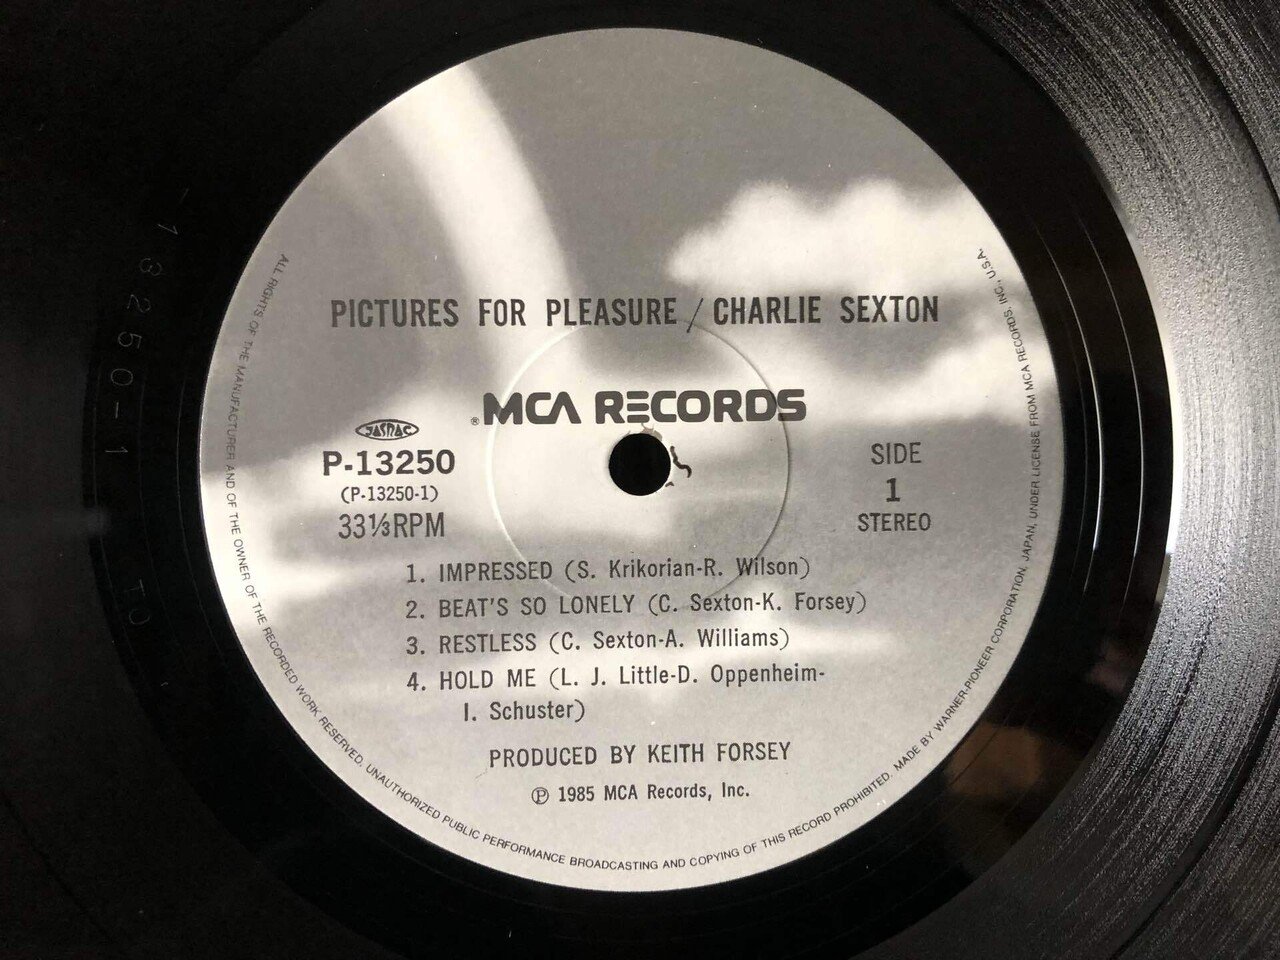 PICTURES FOR PLEASURE / CHARLIE SEXTON
® MCA RECORDS
JASRAC
P-13250
(P-13250-1)
33⅓RPM
SIDE
1
STEREO
1. IMPRESSED (S. Krikorian-R. Wilson)
2. BEAT'S SO LONELY (C. Sexton-K. Forsey)
3. RESTLESS (C. Sexton-A. Williams)
4. HOLD ME (L. J. Little-D. Oppenheim-
I. Schuster)
PRODUCED BY KEITH FORSEY
℗ 1985 MCA Records, Inc.
ALL RIGHTS OF THE MANUFACTURER AND OF THE OWNER OF THE RECORDED WORK RESERVED. UNAUTHORIZED PUBLIC PERFORMANCE BROADCASTING AND COPYING OF THIS RECORD PROHIBITED. MADE BY WARNER-PIONEER CORPORATION, JAPAN, UNDER LICENSE FROM MCA RECORDS, INC., U.S.A.
13250-1